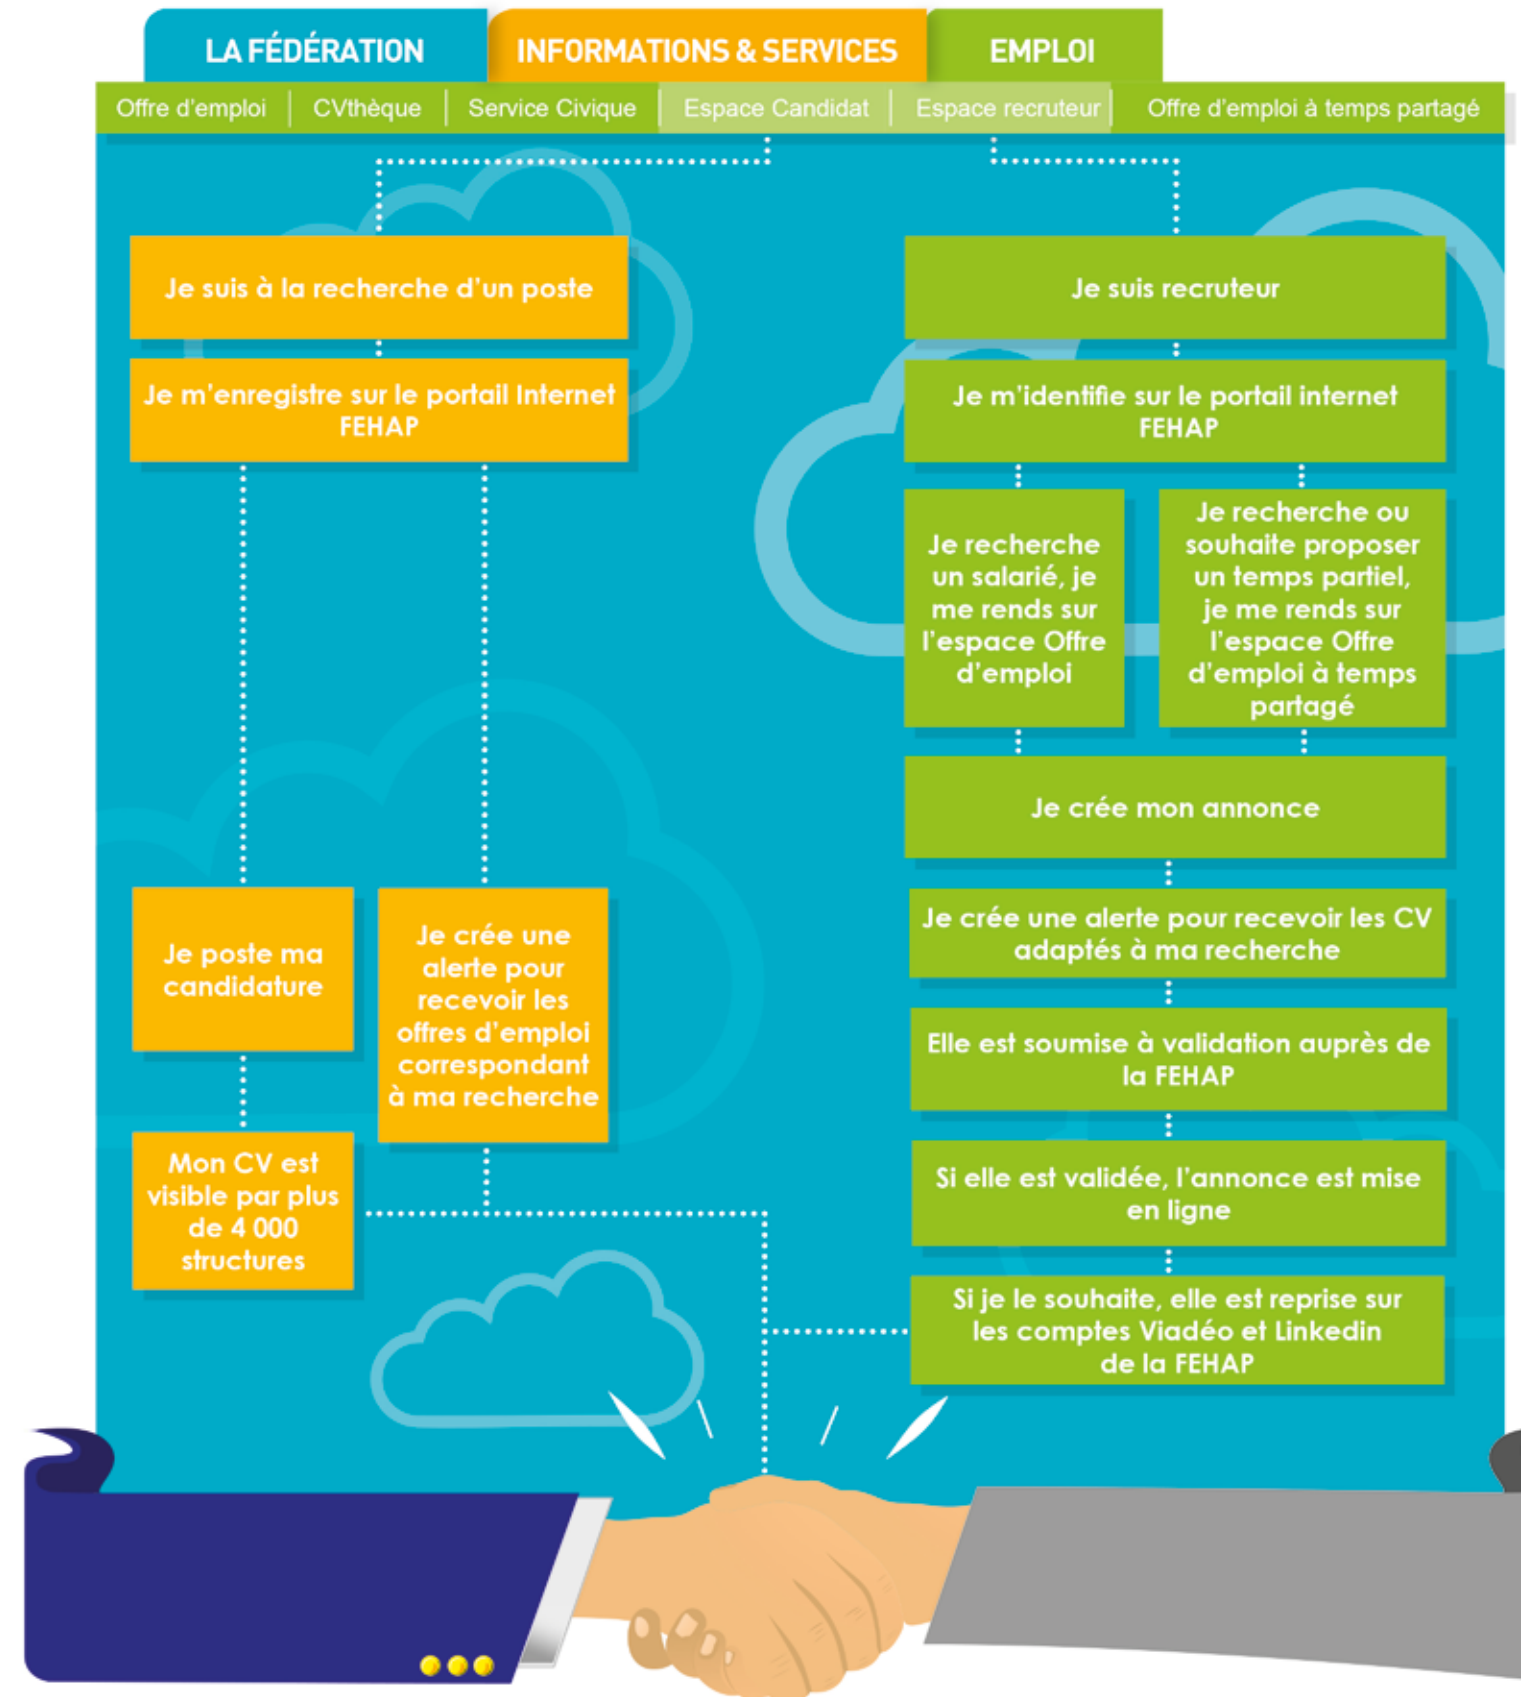 LA FÉDÉRATION
INFORMATIONS & SERVICES
EMPLOI
Offre d'emploi
CVthèque
Service Civique
Espace Candidat
Espace recruteur
Offre d'emploi à temps partagé
Je suis à la recherche d'un poste
Je m'enregistre sur le portail Internet
FEHAP
Je poste ma
candidature
Mon CV est
visible par plus
de 4 000
structures
Je crée une
alerte pour
recevoir les
offres d'emploi
correspondant
à ma recherche
Je suis recruteur
Je m'identifie sur le portail internet
FEHAP
Je recherche
un salarié, je
me rends sur
l'espace Offre
d'emploi
Je recherche ou
souhaite proposer
un temps partiel,
je me rends sur
l'espace Offre
d'emploi à temps
partagé
Je crée mon annonce
Je crée une alerte pour recevoir les CV
adaptés à ma recherche
Elle est soumise à validation auprès de
la FEHAP
Si elle est validée, l'annonce est mise
en ligne
Si je le souhaite, elle est reprise sur
les comptes Viadéo et Linkedin
de la FEHAP